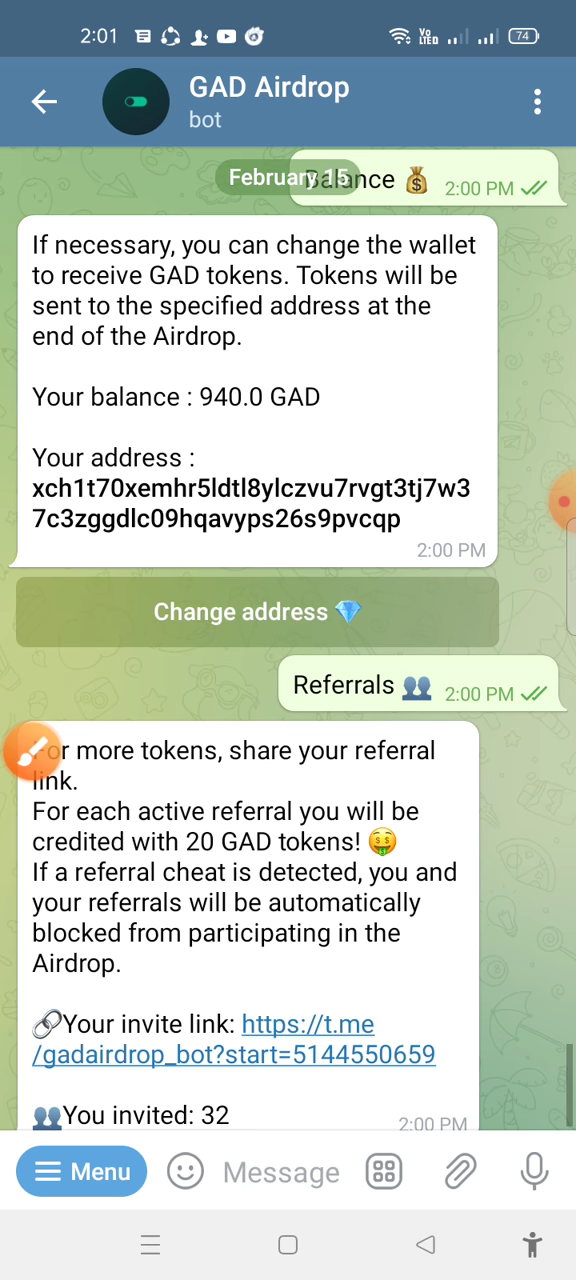 2:01
VoLTED
74
GAD Airdrop
bot
Balance 💰 2:00 PM
February 15
If necessary, you can change the wallet
to receive GAD tokens. Tokens will be
sent to the specified address at the
end of the Airdrop.
Your balance : 940.0 GAD
Your address :
xch1t70xemhr5ldtl8ylczvu7rvgt3tj7w3
7c3zggdlc09hqavyps26s9pvcqp
2:00 PM
Change address 💎
Referrals 👥 2:00 PM
For more tokens, share your referral
link.
For each active referral you will be
credited with 20 GAD tokens! 🤑
If a referral cheat is detected, you and
your referrals will be automatically
blocked from participating in the
Airdrop.
🔗Your invite link: https://t.me
/gadairdrop_bot?start=5144550659
👥You invited: 32
2:00 PM
Menu
Message